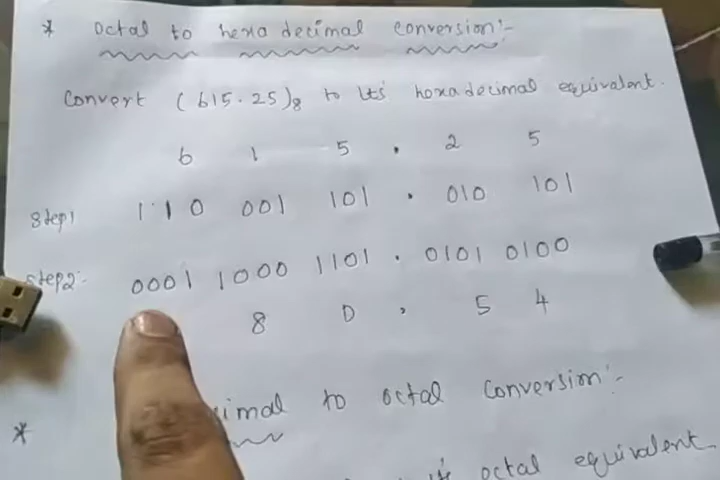 * Octal to hexa decimal conversion:-
Convert (615.25)8 to Its' hoxadecimal equivalent.
6 1 5 . 2 5
Step1 110 001 101 . 010 101
Step2:- 0001 1000 1101 . 0101 0100
8 D . 5 4
* imal to octal conversion:-
octal equivalent.